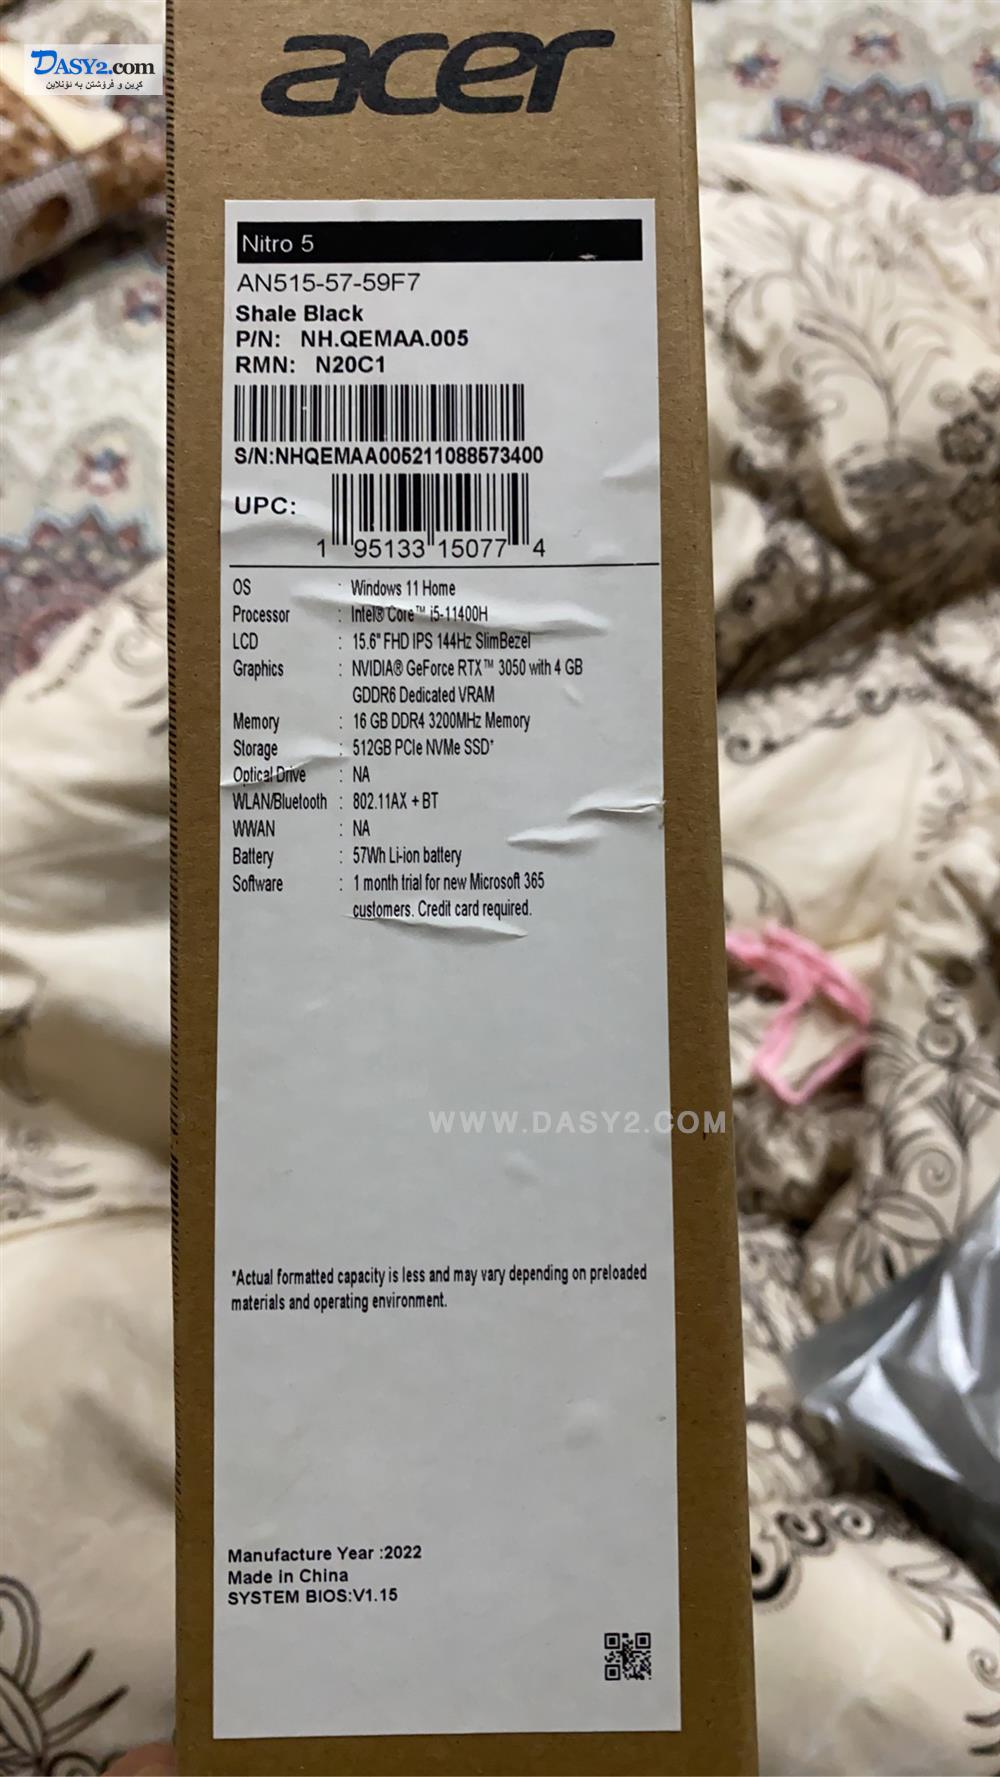 DASY2.com
کڕین و فرۆشتن بە ئۆنلاین
acer
Nitro 5
AN515-57-59F7
Shale Black
P/N: NH.QEMAA.005
RMN: N20C1
S/N:NHQEMAA005211088573400
UPC:
1 95133 15077 4
OS : Windows 11 Home
Processor : Intel® Core™ i5-11400H
LCD : 15.6" FHD IPS 144Hz SlimBezel
Graphics : NVIDIA® GeForce RTX™ 3050 with 4 GB
GDDR6 Dedicated VRAM
Memory : 16 GB DDR4 3200MHz Memory
Storage : 512GB PCIe NVMe SSD*
Optical Drive : NA
WLAN/Bluetooth : 802.11AX + BT
WWAN : NA
Battery : 57Wh Li-ion battery
Software : 1 month trial for new Microsoft 365
customers. Credit card required.
WWW.DASY2.COM
*Actual formatted capacity is less and may vary depending on preloaded
materials and operating environment.
Manufacture Year :2022
Made in China
SYSTEM BIOS:V1.15